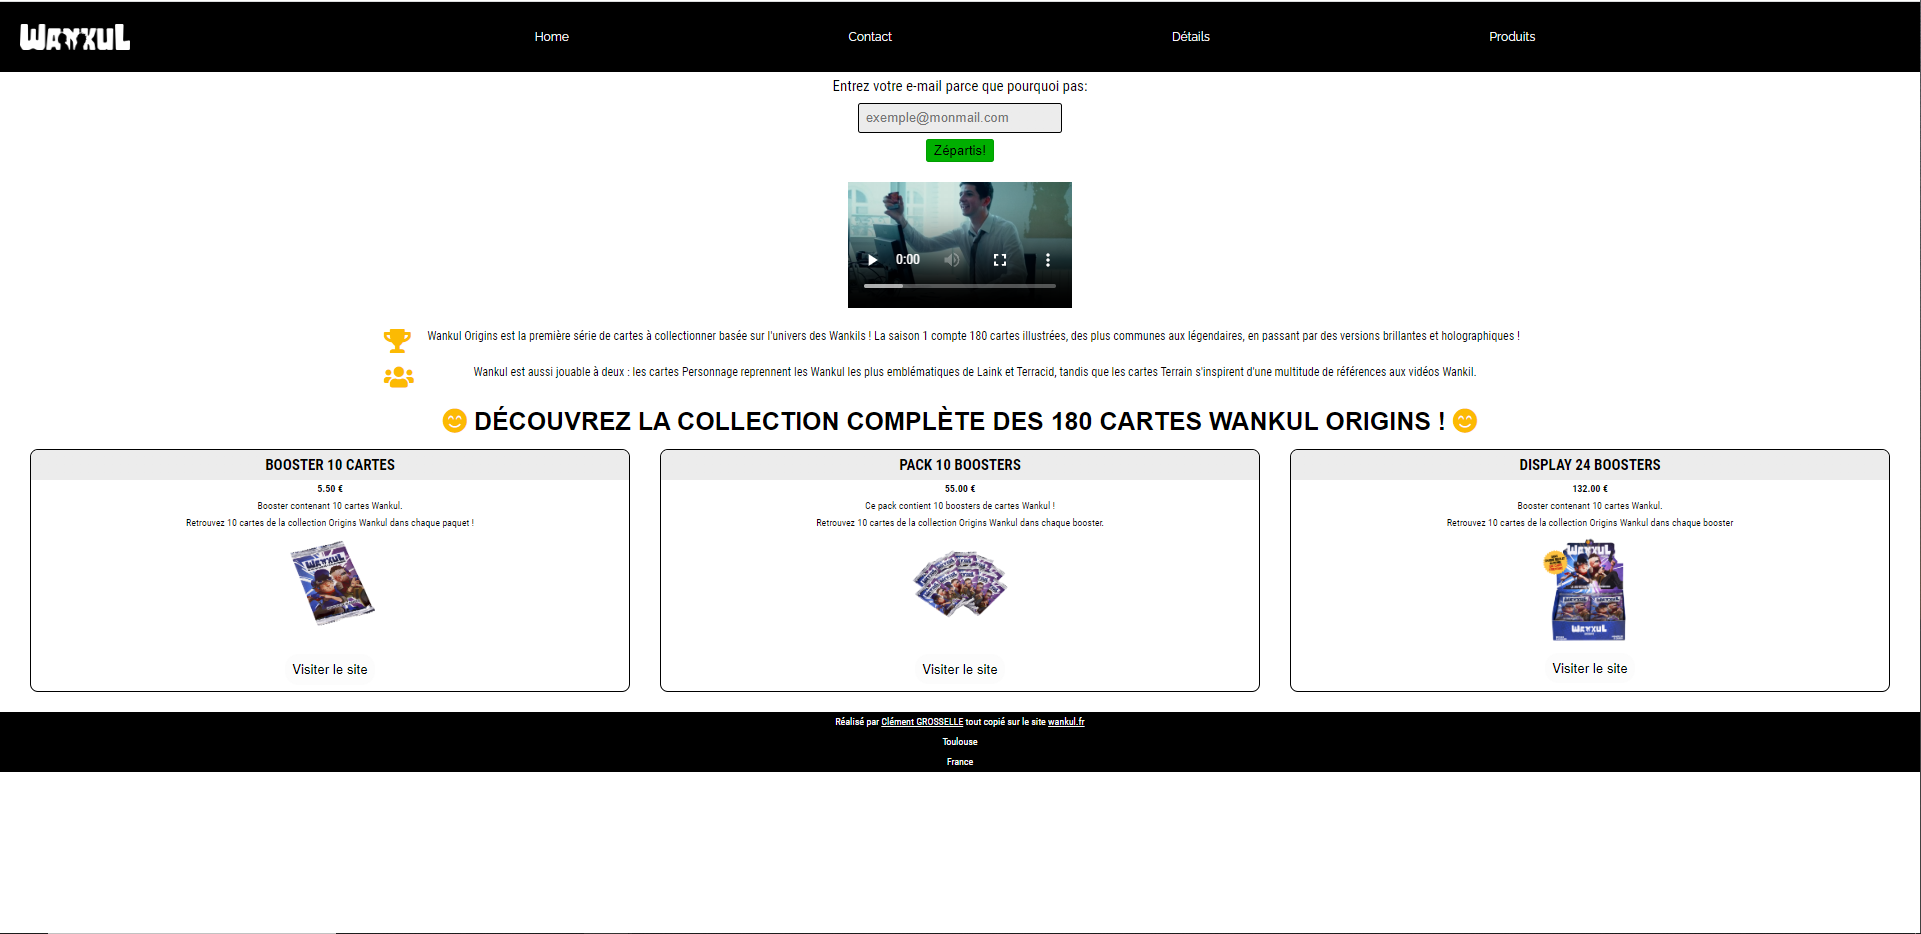 WANKUL
Home
Contact
Détails
Produits
Entrez votre e-mail parce que pourquoi pas:
exemple@monmail.com
Zépartis!
0:00
Wankul Origins est la première série de cartes à collectionner basée sur l'univers des Wankils ! La saison 1 compte 180 cartes illustrées, des plus communes aux légendaires, en passant par des versions brillantes et holographiques !
Wankul est aussi jouable à deux : les cartes Personnage reprennent les Wankul les plus emblématiques de Laink et Terracid, tandis que les cartes Terrain s'inspirent d'une multitude de références aux vidéos Wankil.
DÉCOUVREZ LA COLLECTION COMPLÈTE DES 180 CARTES WANKUL ORIGINS !
BOOSTER 10 CARTES
5.50 €
Booster contenant 10 cartes Wankul.
Retrouvez 10 cartes de la collection Origins Wankul dans chaque paquet !
WANKUL
Visiter le site
PACK 10 BOOSTERS
55.00 €
Ce pack contient 10 boosters de cartes Wankul !
Retrouvez 10 cartes de la collection Origins Wankul dans chaque booster.
Visiter le site
DISPLAY 24 BOOSTERS
132.00 €
Booster contenant 10 cartes Wankul.
Retrouvez 10 cartes de la collection Origins Wankul dans chaque booster
WANKUL
WANKUL
Visiter le site
Réalisé par Clément GROSSELLE tout copié sur le site wankul.fr
Toulouse
France